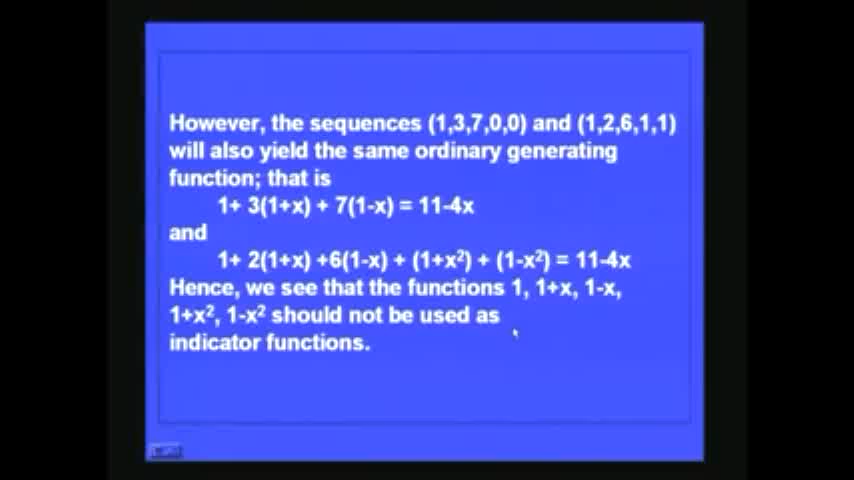 However, the sequences (1,3,7,0,0) and (1,2,6,1,1)
will also yield the same ordinary generating
function; that is
1+ 3(1+x) + 7(1-x) = 11-4x
and
1+ 2(1+x) +6(1-x) + (1+x²) + (1-x²) = 11-4x
Hence, we see that the functions 1, 1+x, 1-x,
1+x², 1-x² should not be used as
indicator functions.